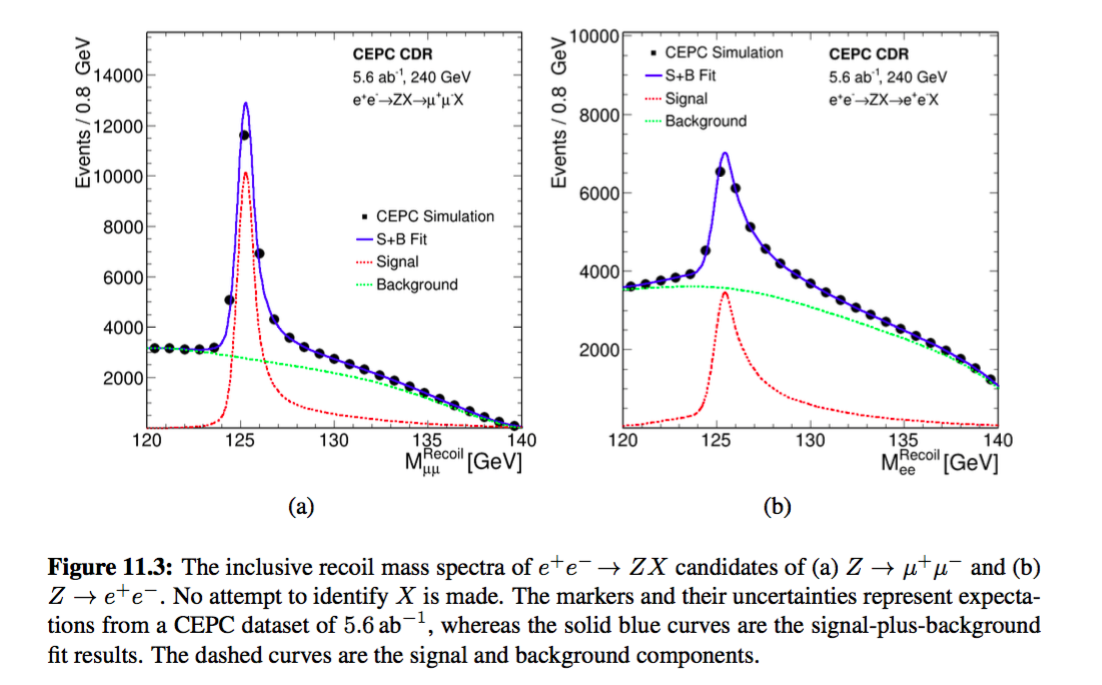 CEPC CDR
5.6 ab⁻¹, 240 GeV
e⁺e⁻→ZX→μ⁺μ⁻X
CEPC Simulation
S+B Fit
Signal
Background
Events / 0.8 GeV
14000
12000
10000
8000
6000
4000
2000
120 125 130 135 140
M_μμ^Recoil [GeV]
(a)
CEPC Simulation
S+B Fit
Signal
Background
CEPC CDR
5.6 ab⁻¹, 240 GeV
e⁺e⁻→ZX→e⁺e⁻X
Events / 0.8 GeV
10000
8000
6000
4000
2000
120 125 130 135 140
M_ee^Recoil [GeV]
(b)
Figure 11.3: The inclusive recoil mass spectra of e⁺e⁻ → ZX candidates of (a) Z → μ⁺μ⁻ and (b)
Z → e⁺e⁻. No attempt to identify X is made. The markers and their uncertainties represent expecta-
tions from a CEPC dataset of 5.6 ab⁻¹, whereas the solid blue curves are the signal-plus-background
fit results. The dashed curves are the signal and background components.